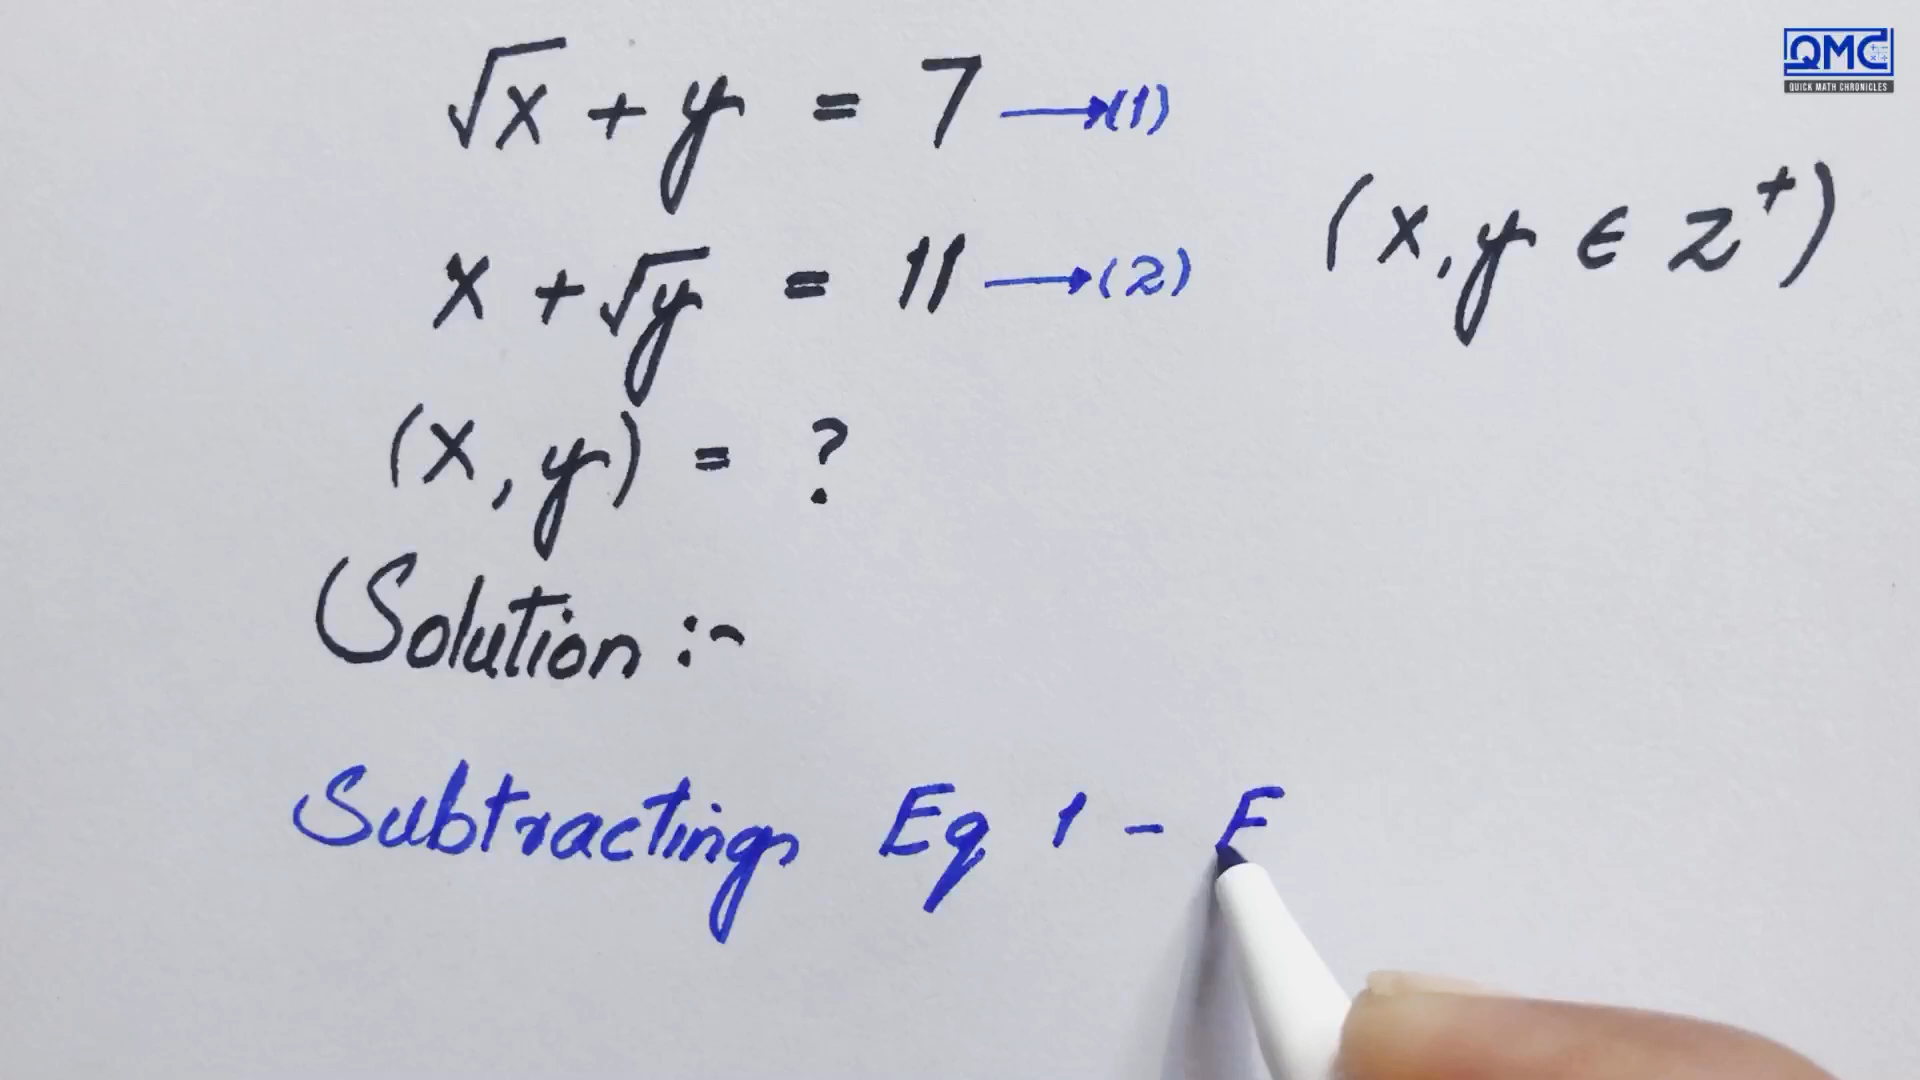 QMC
QUICK MATH CHRONICLES
√x + y = 7 → (1)
x + √y = 11 → (2)
(x, y ∈ z⁺)
(x, y) = ?
Solution :-
Subtracting Eq 1 - E